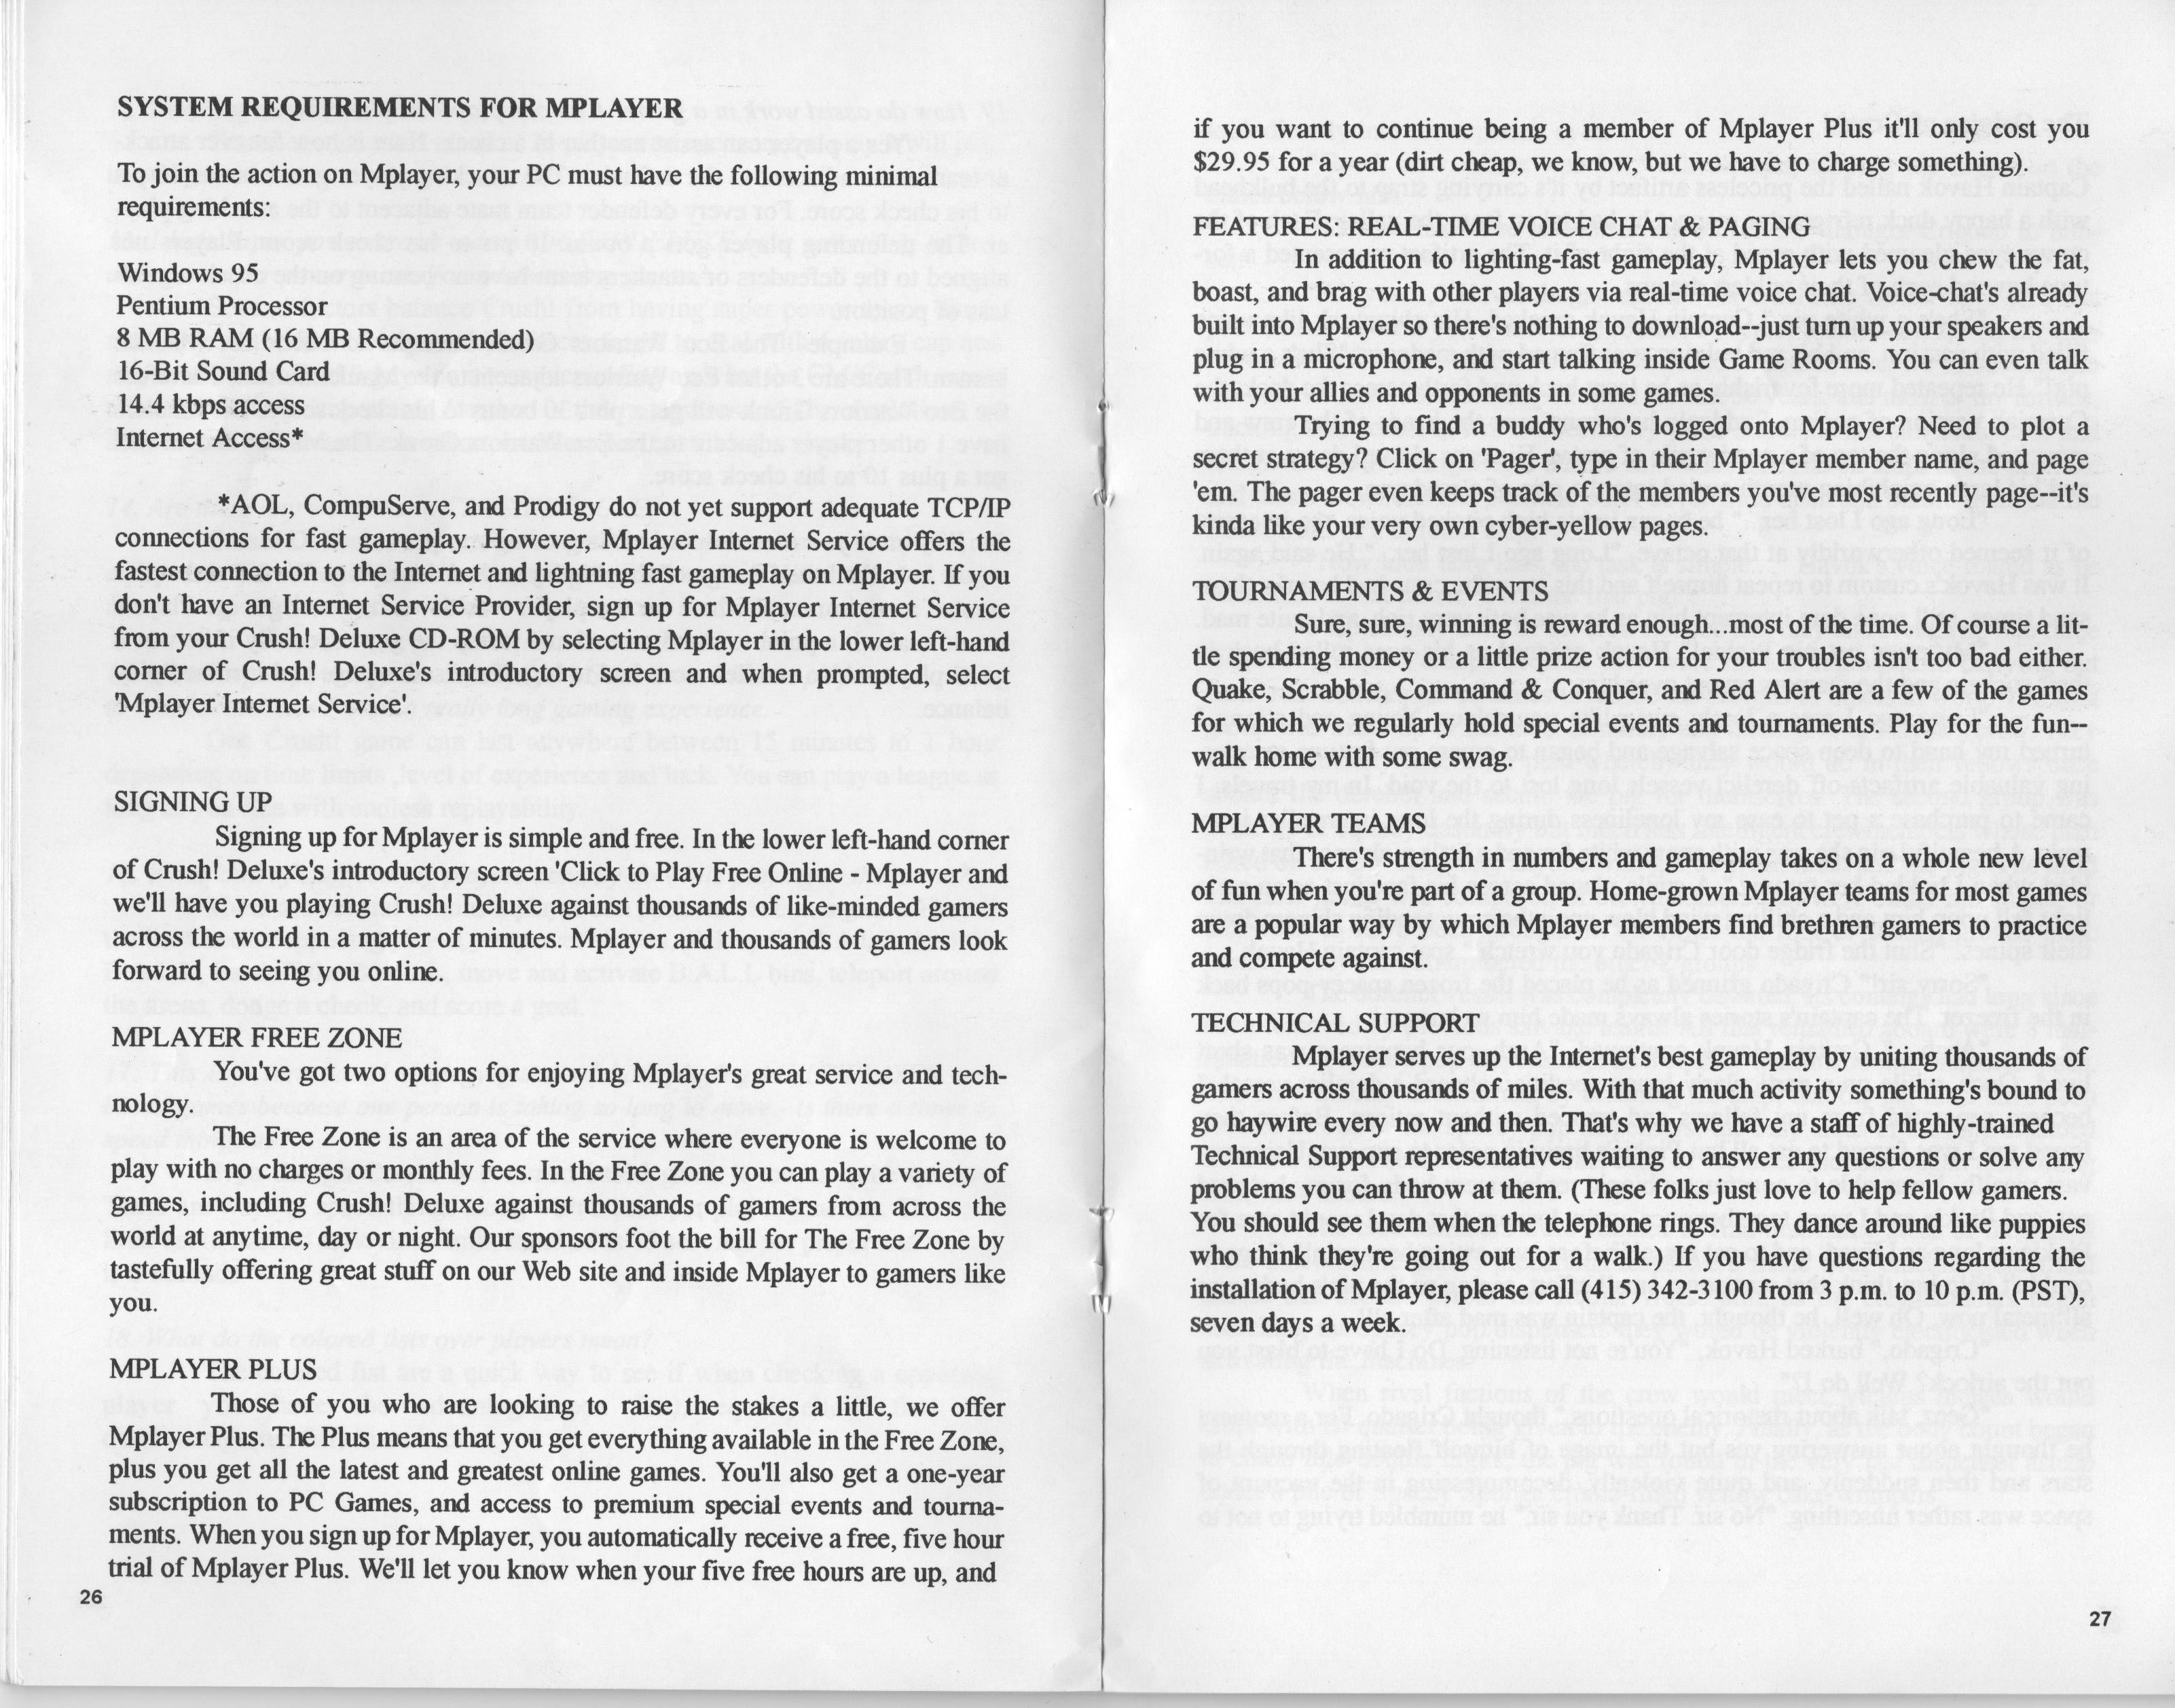 SYSTEM REQUIREMENTS FOR MPLAYER
To join the action on Mplayer, your PC must have the following minimal
requirements:
Windows 95
Pentium Processor
8 MB RAM (16 MB Recommended)
16-Bit Sound Card
14.4 kbps access
Internet Access*
*AOL, CompuServe, and Prodigy do not yet support adequate TCP/IP
connections for fast gameplay. However, Mplayer Internet Service offers the
fastest connection to the Internet and lightning fast gameplay on Mplayer. If you
don't have an Internet Service Provider, sign up for Mplayer Internet Service
from your Crush! Deluxe CD-ROM by selecting Mplayer in the lower left-hand
corner of Crush! Deluxe's introductory screen and when prompted, select
'Mplayer Internet Service'.
SIGNING UP
Signing up for Mplayer is simple and free. In the lower left-hand corner
of Crush! Deluxe's introductory screen 'Click to Play Free Online - Mplayer and
we'll have you playing Crush! Deluxe against thousands of like-minded gamers
across the world in a matter of minutes. Mplayer and thousands of gamers look
forward to seeing you online.
MPLAYER FREE ZONE
You've got two options for enjoying Mplayer's great service and tech-
nology.
The Free Zone is an area of the service where everyone is welcome to
play with no charges or monthly fees. In the Free Zone you can play a variety of
games, including Crush! Deluxe against thousands of gamers from across the
world at anytime, day or night. Our sponsors foot the bill for The Free Zone by
tastefully offering great stuff on our Web site and inside Mplayer to gamers like
you.
MPLAYER PLUS
Those of you who are looking to raise the stakes a little, we offer
Mplayer Plus. The Plus means that you get everything available in the Free Zone,
plus you get all the latest and greatest online games. You'll also get a one-year
subscription to PC Games, and access to premium special events and tourna-
ments. When you sign up for Mplayer, you automatically receive a free, five hour
trial of Mplayer Plus. We'll let you know when your five free hours are up, and
26
if you want to continue being a member of Mplayer Plus it'll only cost you
$29.95 for a year (dirt cheap, we know, but we have to charge something).
FEATURES: REAL-TIME VOICE CHAT & PAGING
In addition to lighting-fast gameplay, Mplayer lets you chew the fat,
boast, and brag with other players via real-time voice chat. Voice-chat's already
built into Mplayer so there's nothing to download--just turn up your speakers and
plug in a microphone, and start talking inside Game Rooms. You can even talk
with your allies and opponents in some games.
Trying to find a buddy who's logged onto Mplayer? Need to plot a
secret strategy? Click on 'Pager', type in their Mplayer member name, and page
'em. The pager even keeps track of the members you've most recently page--it's
kinda like your very own cyber-yellow pages.
TOURNAMENTS & EVENTS
Sure, sure, winning is reward enough...most of the time. Of course a lit-
tle spending money or a little prize action for your troubles isn't too bad either.
Quake, Scrabble, Command & Conquer, and Red Alert are a few of the games
for which we regularly hold special events and tournaments. Play for the fun--
walk home with some swag.
MPLAYER TEAMS
There's strength in numbers and gameplay takes on a whole new level
of fun when you're part of a group. Home-grown Mplayer teams for most games
are a popular way by which Mplayer members find brethren gamers to practice
and compete against.
TECHNICAL SUPPORT
Mplayer serves up the Internet's best gameplay by uniting thousands of
gamers across thousands of miles. With that much activity something's bound to
go haywire every now and then. That's why we have a staff of highly-trained
Technical Support representatives waiting to answer any questions or solve any
problems you can throw at them. (These folks just love to help fellow gamers.
You should see them when the telephone rings. They dance around like puppies
who think they're going out for a walk.) If you have questions regarding the
installation of Mplayer, please call (415) 342-3100 from 3 p.m. to 10 p.m. (PST),
seven days a week.
27